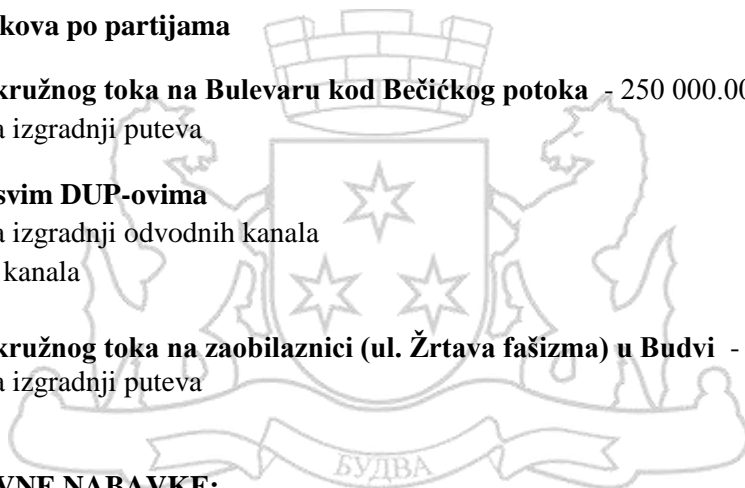 kova po partijama
kružnog toka na Bulevaru kod Bečićkog potoka - 250 000.00
a izgradnji puteva
svim DUP-ovima
a izgradnji odvodnih kanala
kanala
kružnog toka na zaobilaznici (ul. Žrtava fašizma) u Budvi -
a izgradnji puteva
БУДВА
VNE NABAVKE: